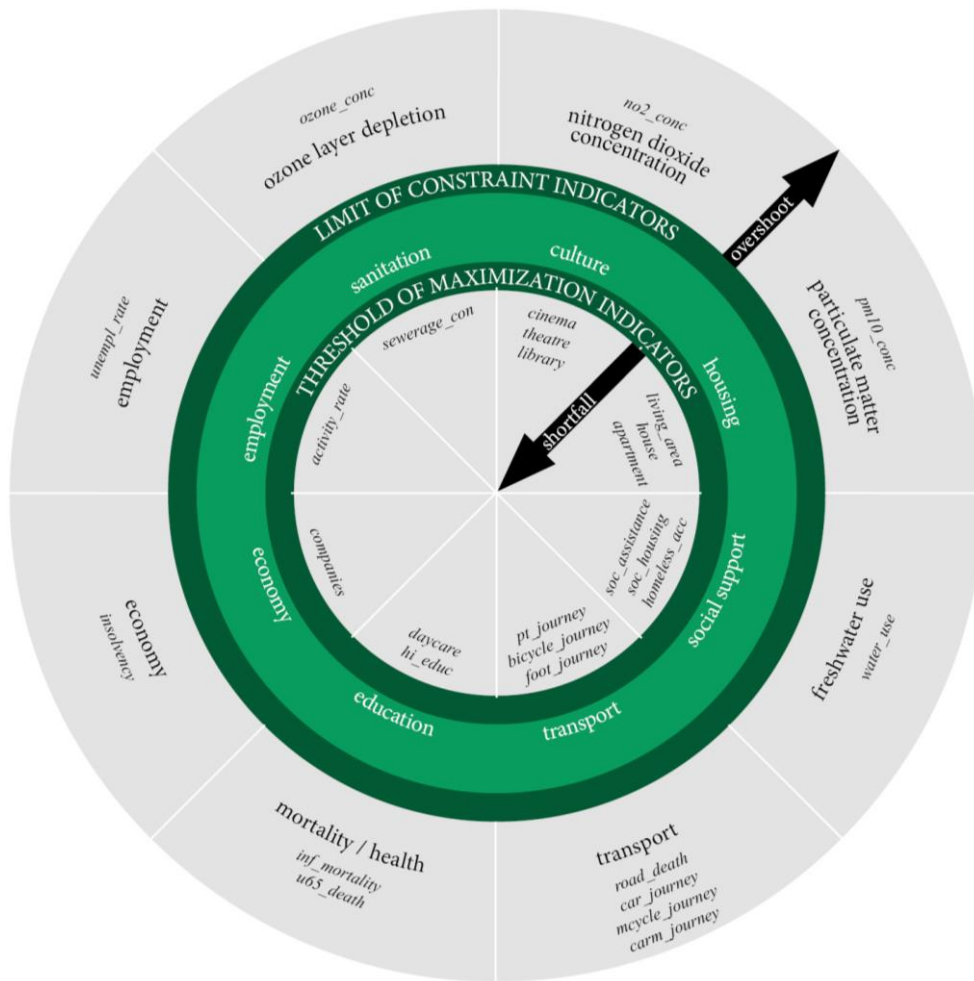 ozone_conc
ozone layer depletion
no2_conc
nitrogen dioxide
concentration
overshoot
pm10_conc
particulate matter
concentration
freshwater use
water_use
transport
road_death
car_journey
mcycle_journey
carm_journey
mortality / health
inf_mortality
u65_death
economy
insolvency
unempl_rate
employment
LIMIT OF CONSTRAINT INDICATORS
sanitation
culture
housing
social support
transport
education
economy
employment
THRESHOLD OF MAXIMIZATION INDICATORS
sewerage_con
cinema
theatre
library
shortfall
living_area
house
apartment
soc_assistance
soc_housing
homeless_acc
pt_journey
bicycle_journey
foot_journey
daycare
hi_educ
companies
activity_rate